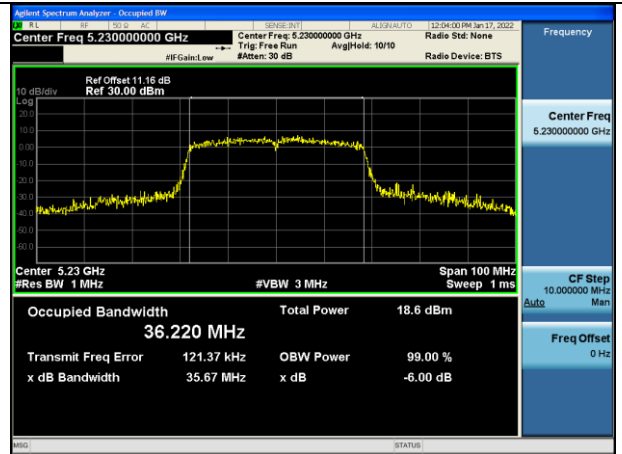 Agilent Spectrum Analyzer - Occupied BW
RL RF 50 Ω AC SENSE:INT ALIGN AUTO 12:04:00 PM Jan 17, 2022
Center Freq 5.230000000 GHz
Center Freq: 5.230000000 GHz
Radio Std: None
Trig: Free Run Avg|Hold: 10/10
#IFGain:Low #Atten: 30 dB Radio Device: BTS
Frequency
Ref Offset 11.16 dB
10 dB/div Ref 30.00 dBm
Log
20.0
10.0
0.00
-10.0
-20.0
-30.0
-40.0
-50.0
-60.0
Center 5.23 GHz Span 100 MHz
#Res BW 1 MHz #VBW 3 MHz Sweep 1 ms
Occupied Bandwidth Total Power 18.6 dBm
36.220 MHz
Transmit Freq Error 121.37 kHz OBW Power 99.00 %
x dB Bandwidth 35.67 MHz x dB -6.00 dB
Center Freq
5.230000000 GHz
CF Step
10.000000 MHz
Auto Man
Freq Offset
0 Hz
MSG STATUS